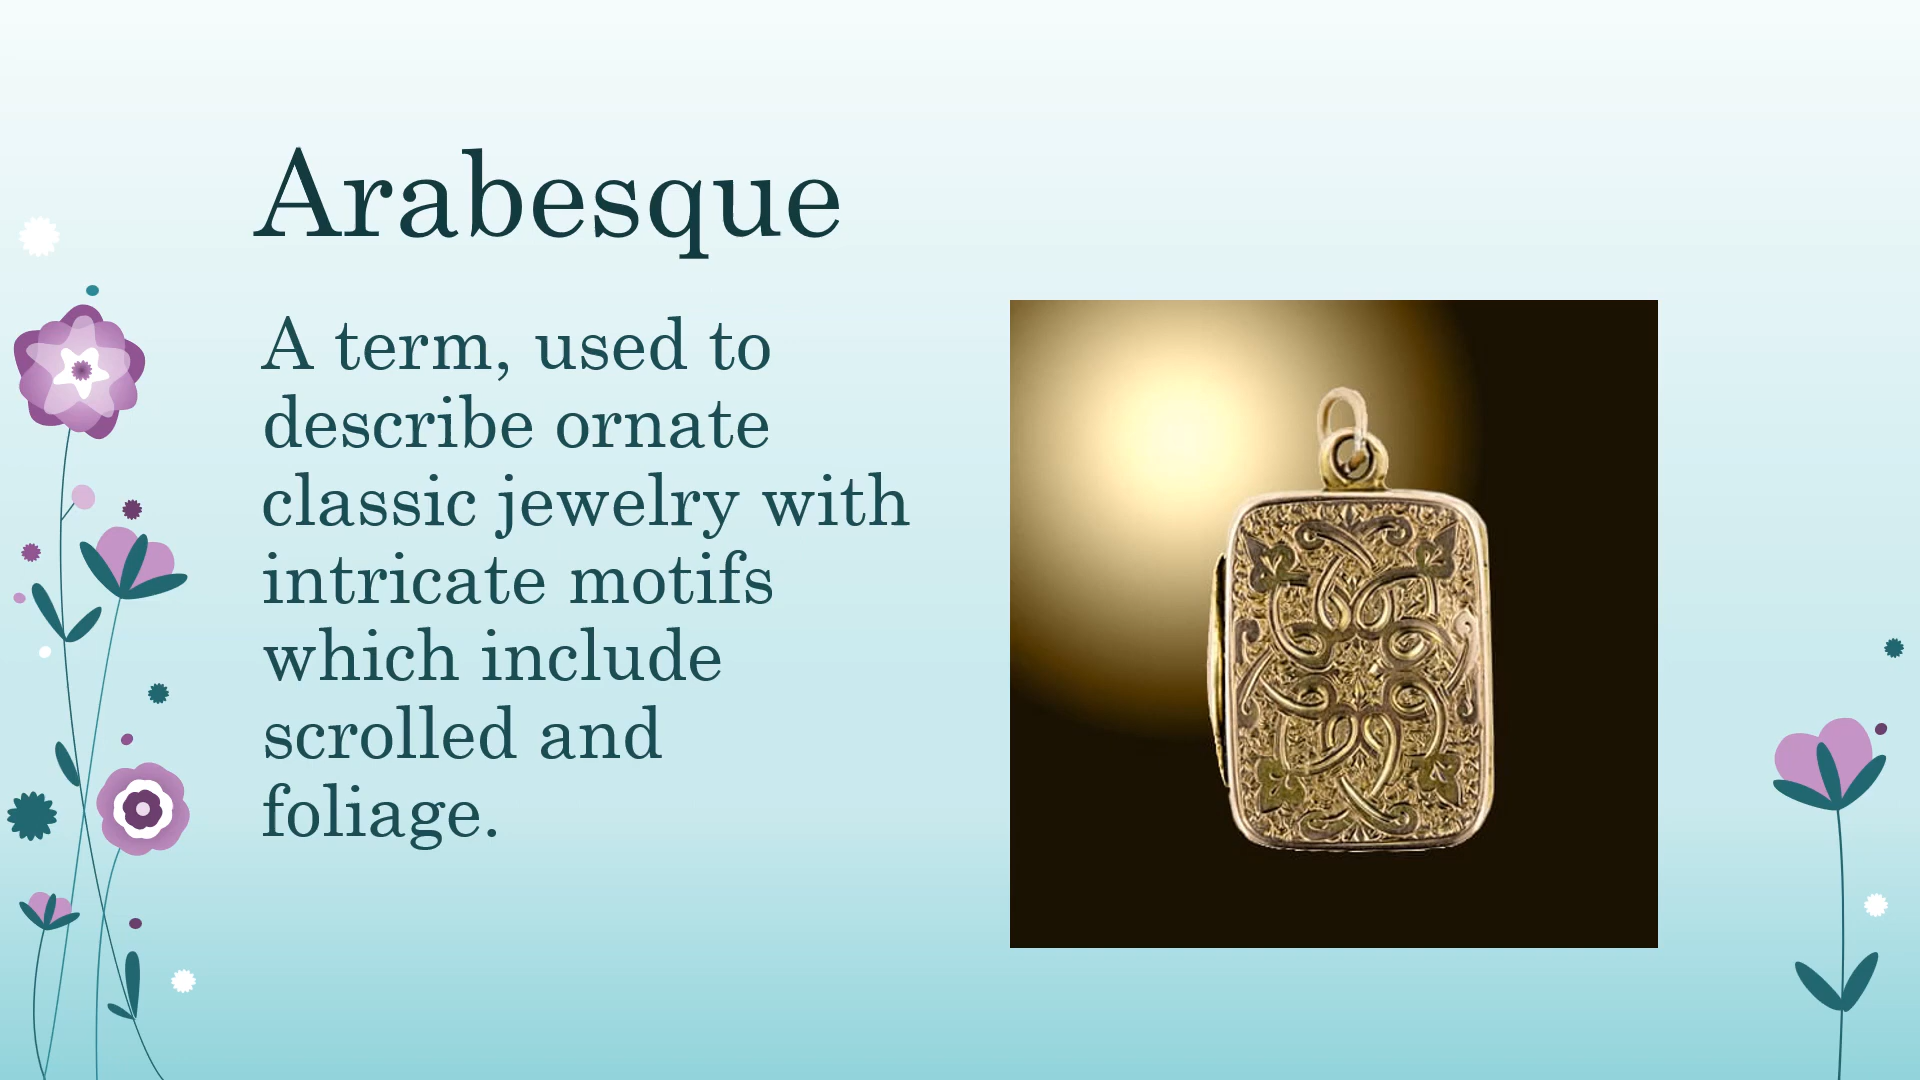 Arabesque
A term, used to
describe ornate
classic jewelry with
intricate motifs
which include
scrolled and
foliage.